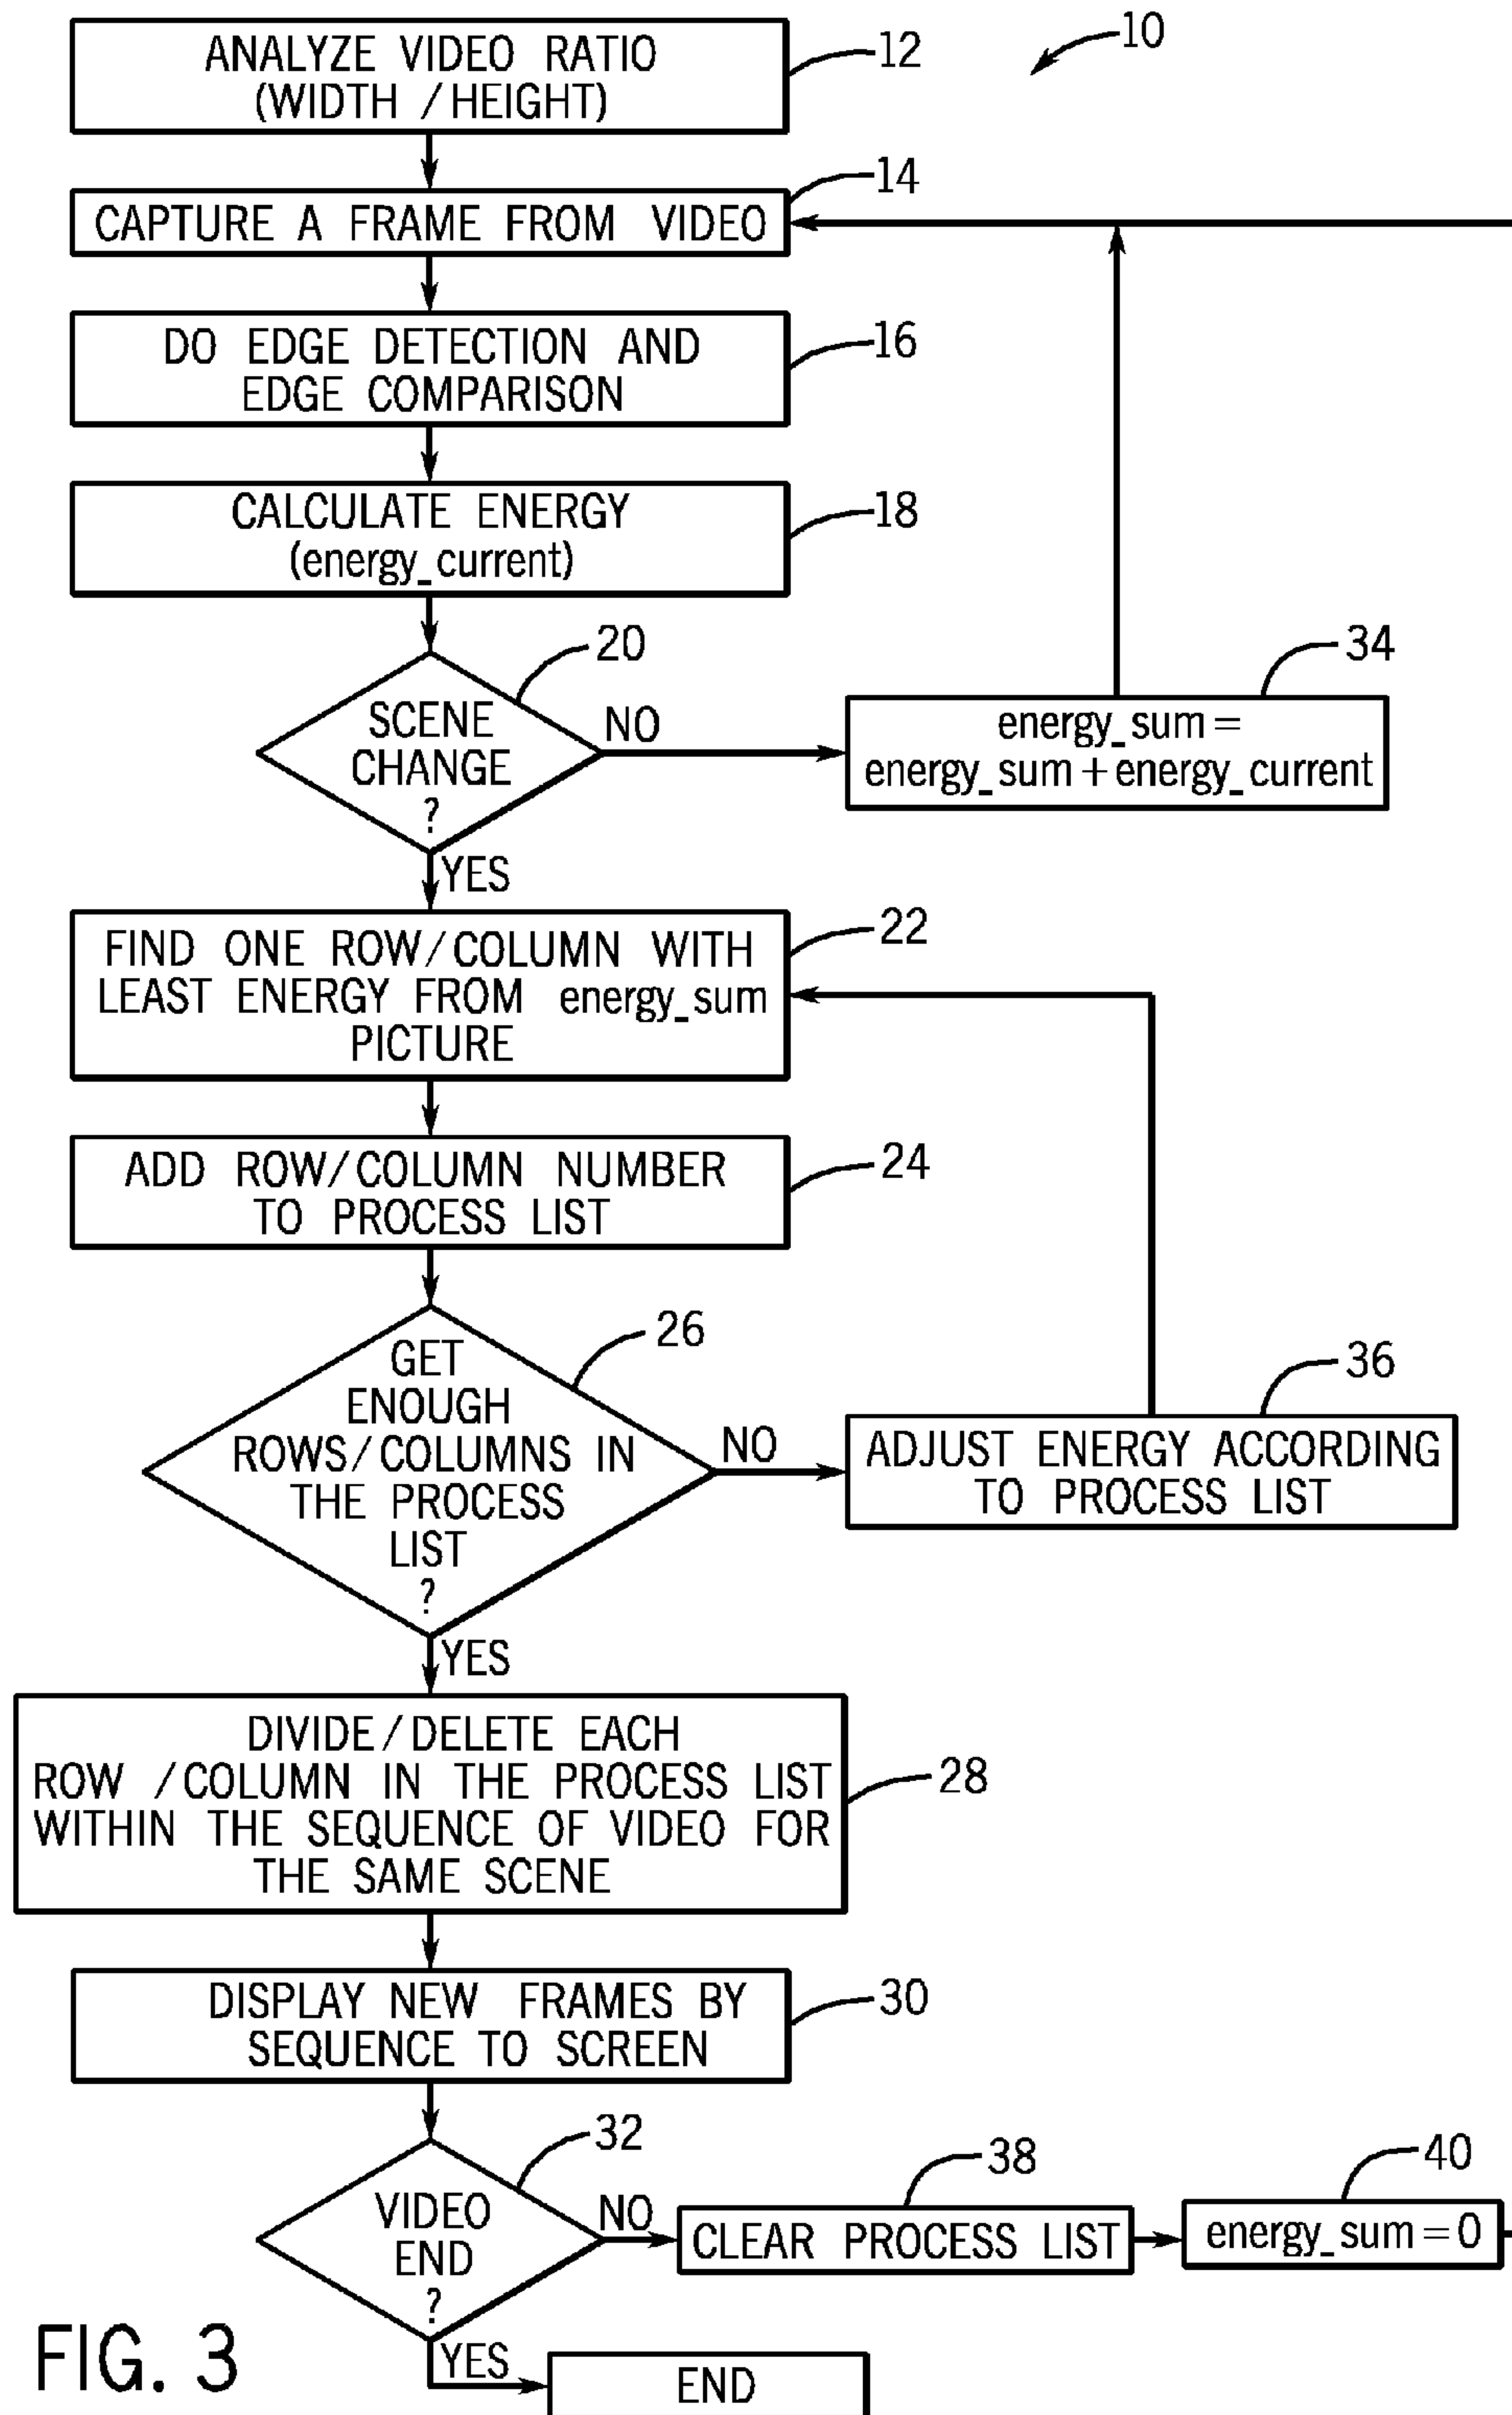 ANALYZE VIDEO RATIO
(WIDTH / HEIGHT)
12
10
CAPTURE A FRAME FROM VIDEO
14
DO EDGE DETECTION AND
EDGE COMPARISON
16
CALCULATE ENERGY
(energy_current)
18
SCENE
CHANGE
?
20
NO
energy_sum =
energy_sum + energy_current
34
YES
FIND ONE ROW/COLUMN WITH
LEAST ENERGY FROM energy_sum
PICTURE
22
ADD ROW/COLUMN NUMBER
TO PROCESS LIST
24
GET
ENOUGH
ROWS/COLUMNS IN
THE PROCESS
LIST
?
26
NO
ADJUST ENERGY ACCORDING
TO PROCESS LIST
36
YES
DIVIDE/DELETE EACH
ROW /COLUMN IN THE PROCESS LIST
WITHIN THE SEQUENCE OF VIDEO FOR
THE SAME SCENE
28
DISPLAY NEW FRAMES BY
SEQUENCE TO SCREEN
30
VIDEO
END
?
32
NO
CLEAR PROCESS LIST
38
energy_sum = 0
40
YES
END
FIG. 3